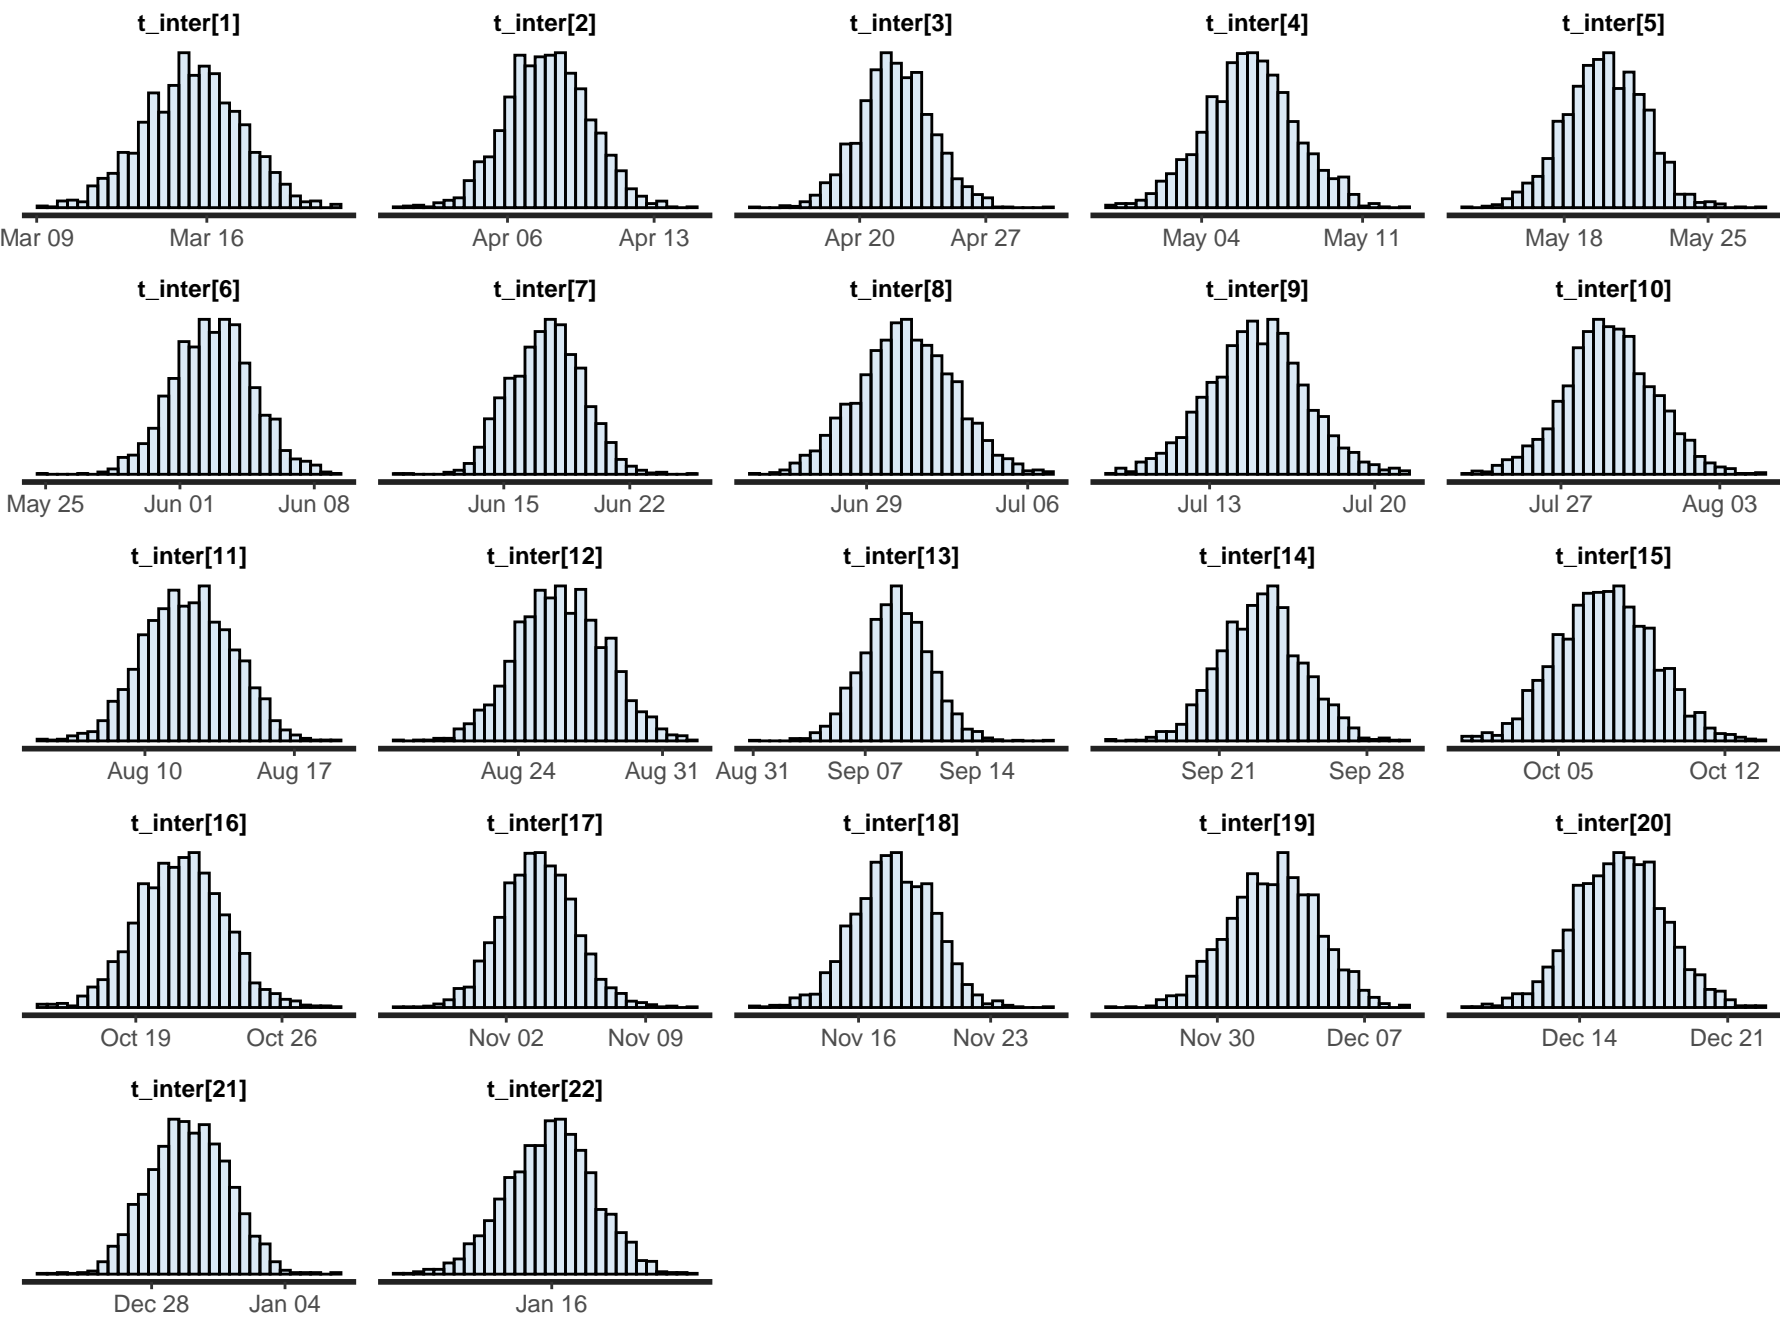 t_inter[1] t_inter[2] t_inter[3] t_inter[4] t_inter[5]
Mar 09 Mar 16 Apr 06 Apr 13 Apr 20 Apr 27 May 04 May 11 May 18 May 25
t_inter[6] t_inter[7] t_inter[8] t_inter[9] t_inter[10]
May 25 Jun 01 Jun 08 Jun 15 Jun 22 Jun 29 Jul 06 Jul 13 Jul 20 Jul 27 Aug 03
t_inter[11] t_inter[12] t_inter[13] t_inter[14] t_inter[15]
Aug 10 Aug 17 Aug 24 Aug 31 Aug 31 Sep 07 Sep 14 Sep 21 Sep 28 Oct 05 Oct 12
t_inter[16] t_inter[17] t_inter[18] t_inter[19] t_inter[20]
Oct 19 Oct 26 Nov 02 Nov 09 Nov 16 Nov 23 Nov 30 Dec 07 Dec 14 Dec 21
t_inter[21] t_inter[22]
Dec 28 Jan 04 Jan 16